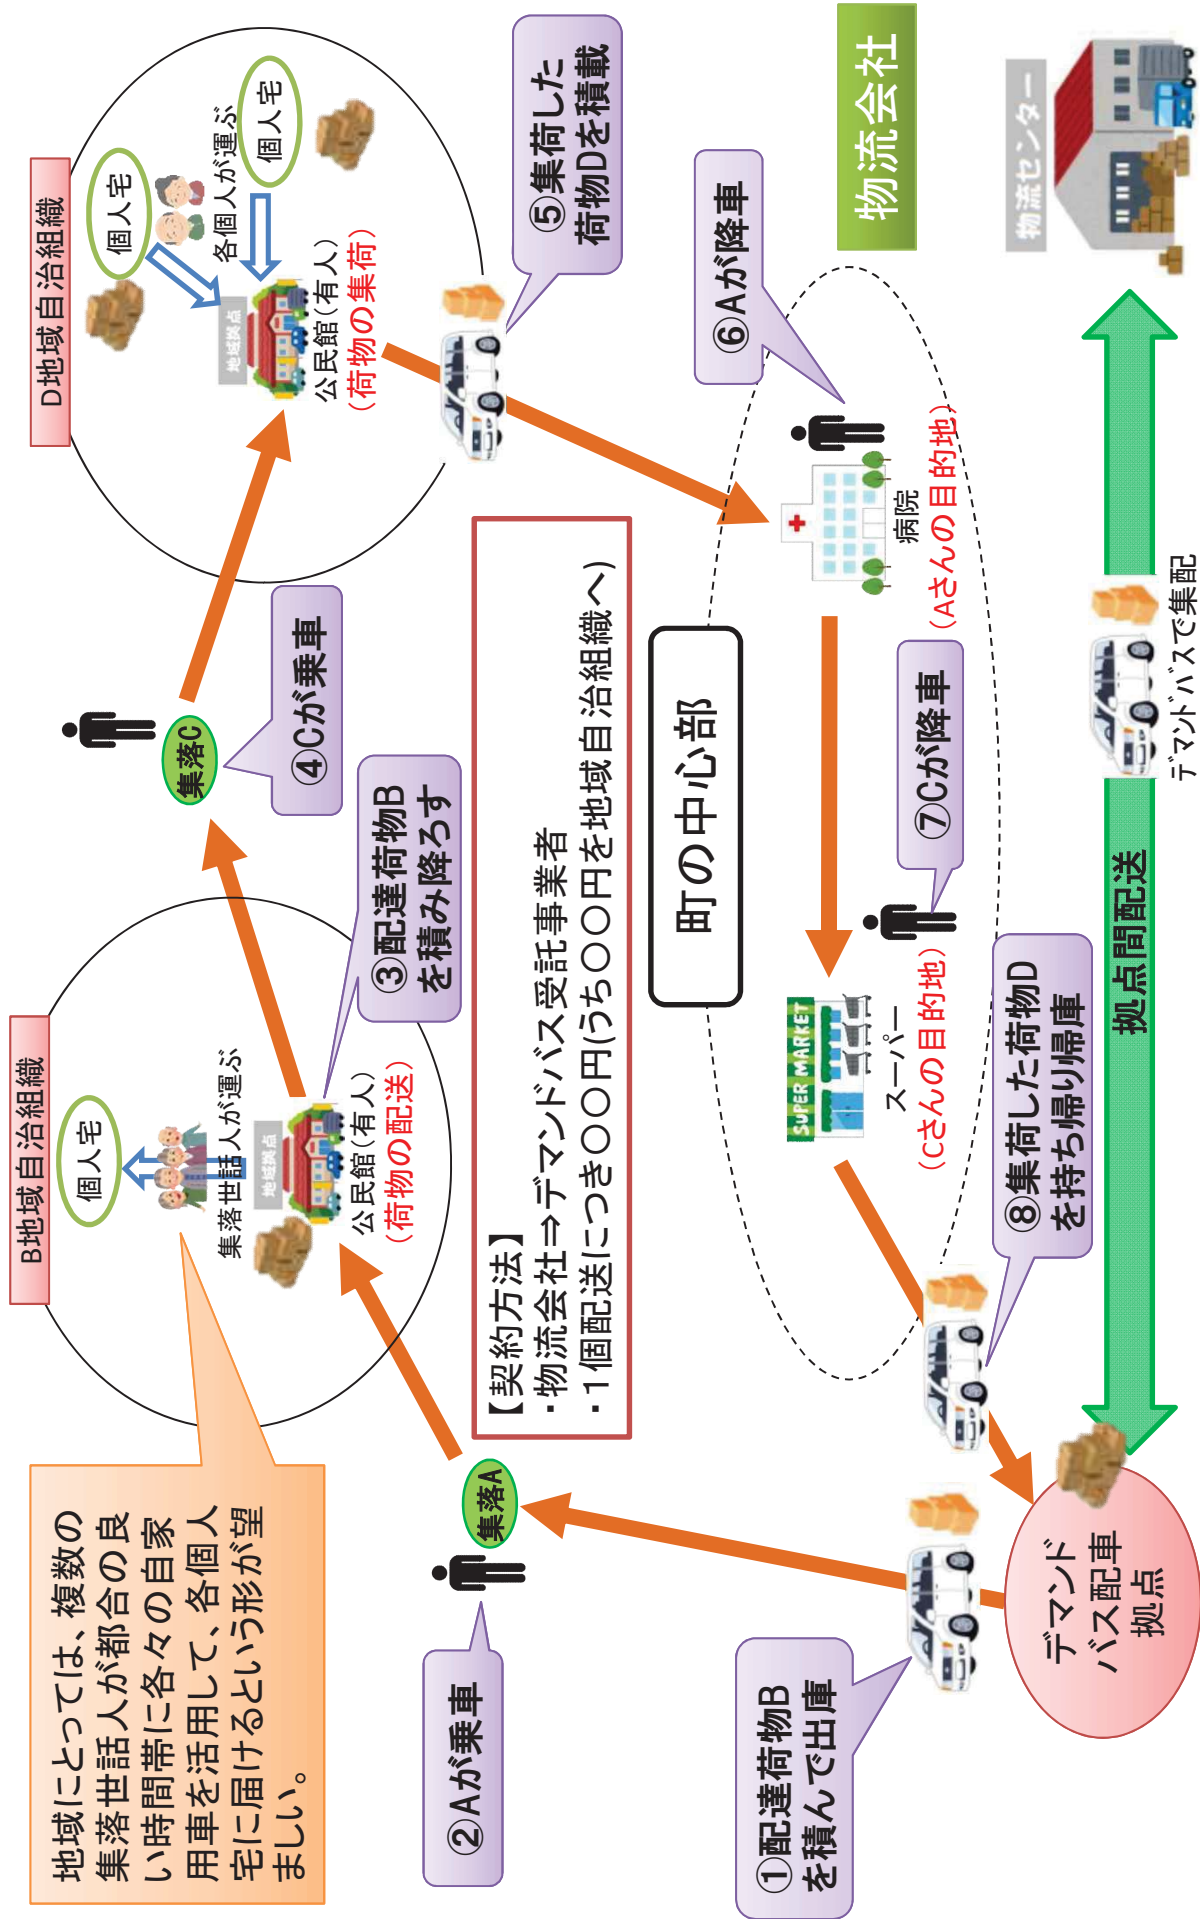 地域にとっては、複数の
集落世話人が都合の良
い時間帯に各々の自家
用車を活用して、各個人
宅に届けるという形が望
ましい。
B地域自治組織
個人宅
集落世話人が運ぶ
地域拠点
公民館(有人)
(荷物の配送)
③配達荷物B
を積み降ろす
集落C
④Cが乗車
D地域自治組織
個人宅
個人宅
各個人が運ぶ
地域拠点
公民館(有人)
(荷物の集荷)
⑤集荷した
荷物Dを積載
②Aが乗車
集落A
【契約方法】
・物流会社⇒デマンドバス受託事業者
・1個配送につき〇〇〇円(うち〇〇円を地域自治組織へ)
町の中心部
⑥Aが降車
病院
(Aさんの目的地)
SUPER MARKET
スーパー
(Cさんの目的地)
⑦Cが降車
①配達荷物B
を積んで出庫
⑧集荷した荷物D
を持ち帰り帰庫
デマンド
バス配車
拠点
拠点間配送
デマンドバスで集配
物流会社
物流センター